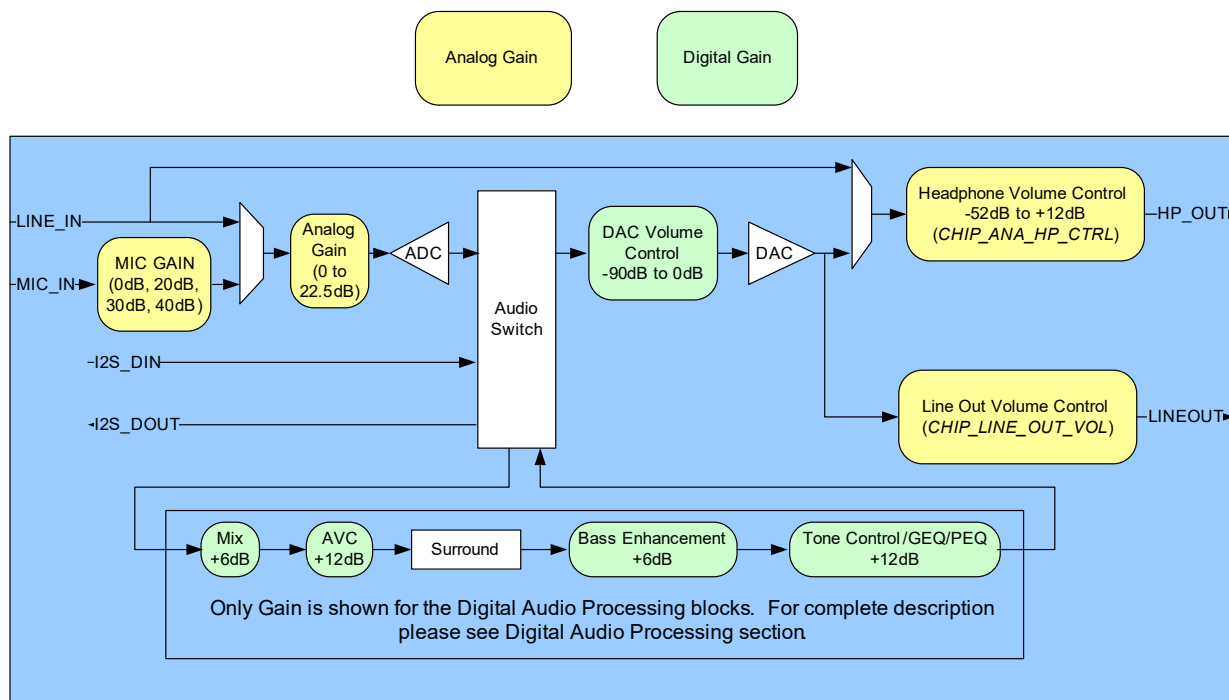 Analog Gain
Digital Gain
LINE_IN
MIC_IN
MIC GAIN
(0dB, 20dB,
30dB, 40dB)
Analog
Gain
(0 to
22.5dB)
ADC
Audio
Switch
DAC Volume
Control
-90dB to 0dB
DAC
Headphone Volume Control
-52dB to +12dB
(CHIP_ANA_HP_CTRL)
HP_OUT
I2S_DIN
I2S_DOUT
Line Out Volume Control
(CHIP_LINE_OUT_VOL)
LINEOUT
Mix
+6dB
AVC
+12dB
Surround
Bass Enhancement
+6dB
Tone Control/GEQ/PEQ
+12dB
Only Gain is shown for the Digital Audio Processing blocks. For complete description
please see Digital Audio Processing section.